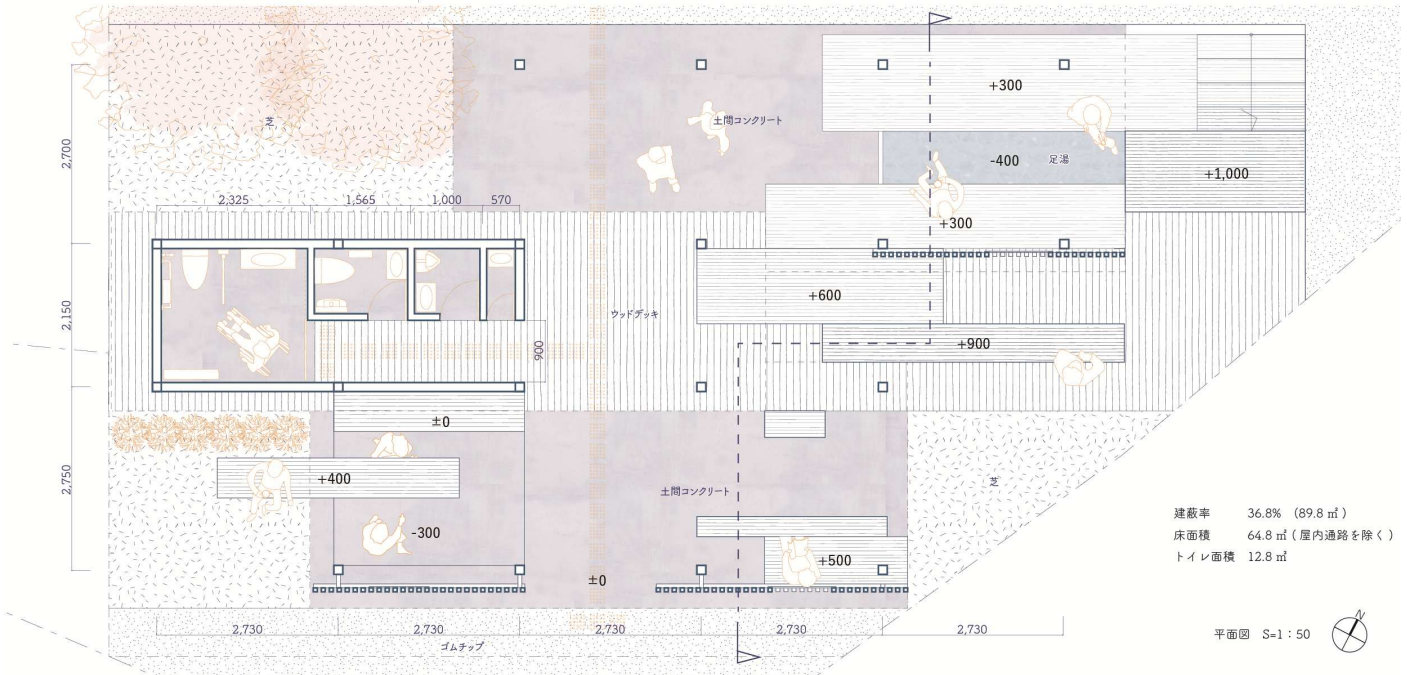 +300
土間コンクリート
芝
-400 足湯
+1,000
2,700
2,325 1,565 1,000 570
+300
+600
ウッドデッキ
2,150
900
+900
±0
+400
2,750
土間コンクリート
芝
-300
+500
±0
建蔽率 36.8% (89.8 ㎡)
床面積 64.8 ㎡ (屋内通路を除く)
トイレ面積 12.8 ㎡
2,730 2,730 2,730 2,730 2,730
ゴムチップ
平面図 S=1:50
N